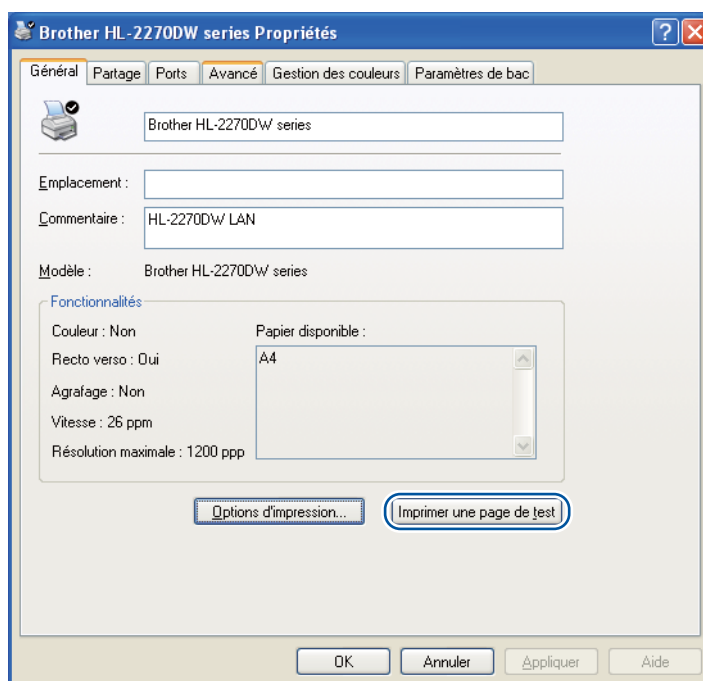 Brother HL-2270DW series Propriétés
Général Partage Ports Avancé Gestion des couleurs Paramètres de bac
Brother HL-2270DW series
Emplacement :
Commentaire : HL-2270DW LAN
Modèle : Brother HL-2270DW series
Fonctionnalités
Couleur : Non Papier disponible :
Recto verso : Oui A4
Agrafage : Non
Vitesse : 26 ppm
Résolution maximale : 1200 ppp
Options d'impression... Imprimer une page de test
OK Annuler Appliquer Aide